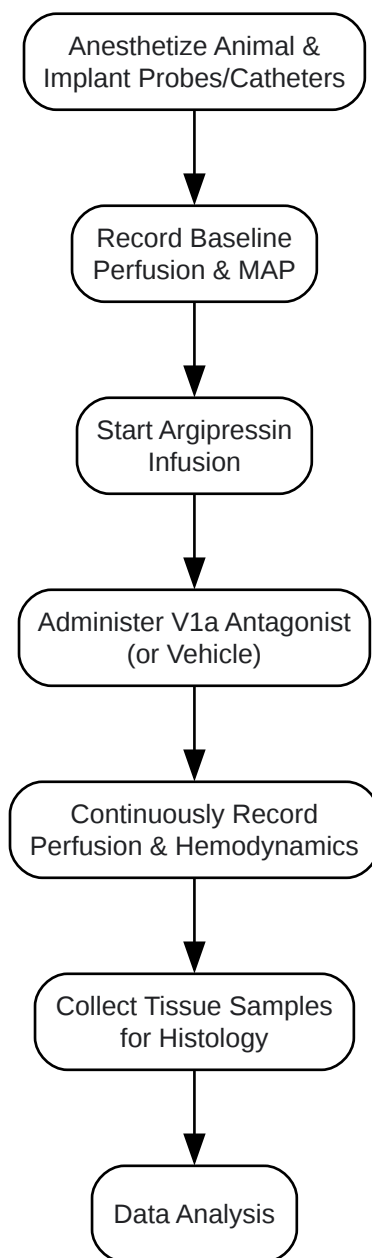 Anesthetize Animal &
Implant Probes/Catheters
Record Baseline
Perfusion & MAP
Start Argipressin
Infusion
Administer V1a Antagonist
(or Vehicle)
Continuously Record
Perfusion & Hemodynamics
Collect Tissue Samples
for Histology
Data Analysis